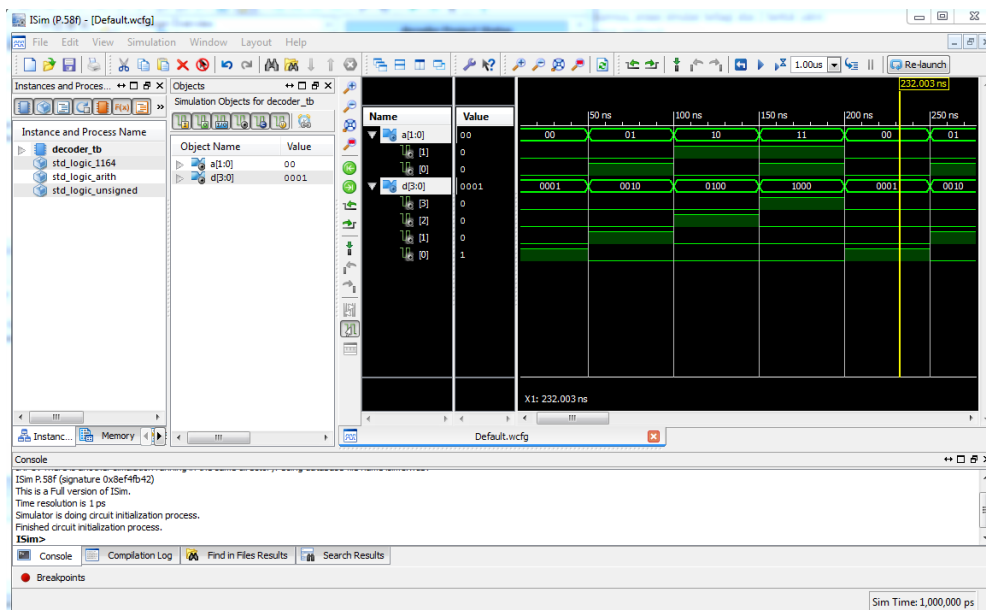 ISim (P.58f) - [Default.wcfg]
File Edit View Simulation Window Layout Help
1.00us Re-launch
Instances and Proces...
Objects
Simulation Objects for decoder_tb
Instance and Process Name
decoder_tb
std_logic_1164
std_logic_arith
std_logic_unsigned
Object Name Value
a[1:0] 00
d[3:0] 0001
Name Value
a[1:0] 00
[1] 0
[0] 0
d[3:0] 0001
[3] 0
[2] 0
[1] 0
[0] 1
232.003 ns
50 ns 100 ns 150 ns 200 ns 250 ns
00 01 10 11 00 01
0001 0010 0100 1000 0001 0010
X1: 232.003 ns
Instanc... Memory
Default.wcfg
Console
ISim P.58f (signature 0x8ef4fb42)
This is a Full version of ISim.
Time resolution is 1 ps
Simulator is doing circuit initialization process.
Finished circuit initialization process.
ISim>
Console Compilation Log Find in Files Results Search Results
Breakpoints
Sim Time: 1,000,000 ps